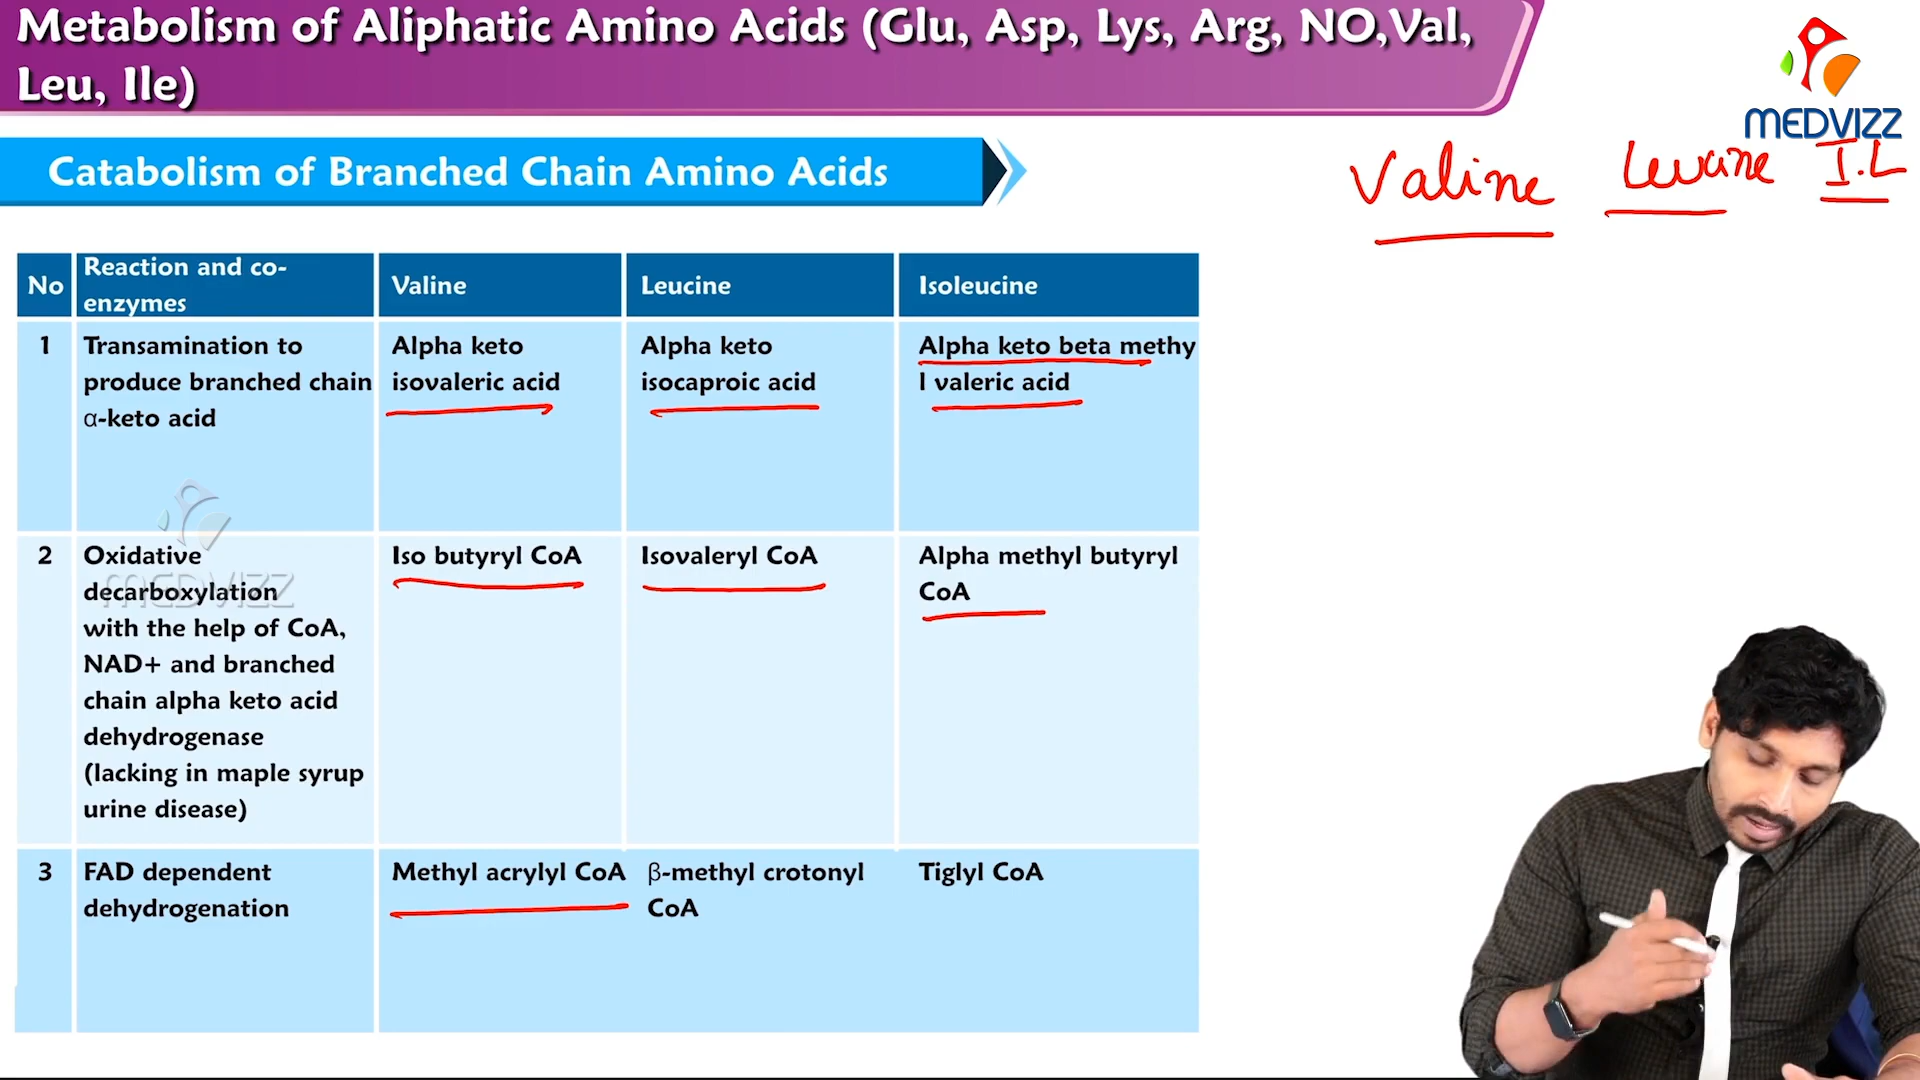 Metabolism of Aliphatic Amino Acids (Glu, Asp, Lys, Arg, NO,Val,
Leu, Ile)
MEDVIZZ
Catabolism of Branched Chain Amino Acids
Valine Leucine I.L
No
Reaction and co-
enzymes
Valine
Leucine
Isoleucine
1
Transamination to
produce branched chain
α-keto acid
Alpha keto
isovaleric acid
Alpha keto
isocaproic acid
Alpha keto beta methy
l valeric acid
2
Oxidative
decarboxylation
with the help of CoA,
NAD+ and branched
chain alpha keto acid
dehydrogenase
(lacking in maple syrup
urine disease)
Iso butyryl CoA
Isovaleryl CoA
Alpha methyl butyryl
CoA
MEDVIZZ
3
FAD dependent
dehydrogenation
Methyl acrylyl CoA
β-methyl crotonyl
CoA
Tiglyl CoA